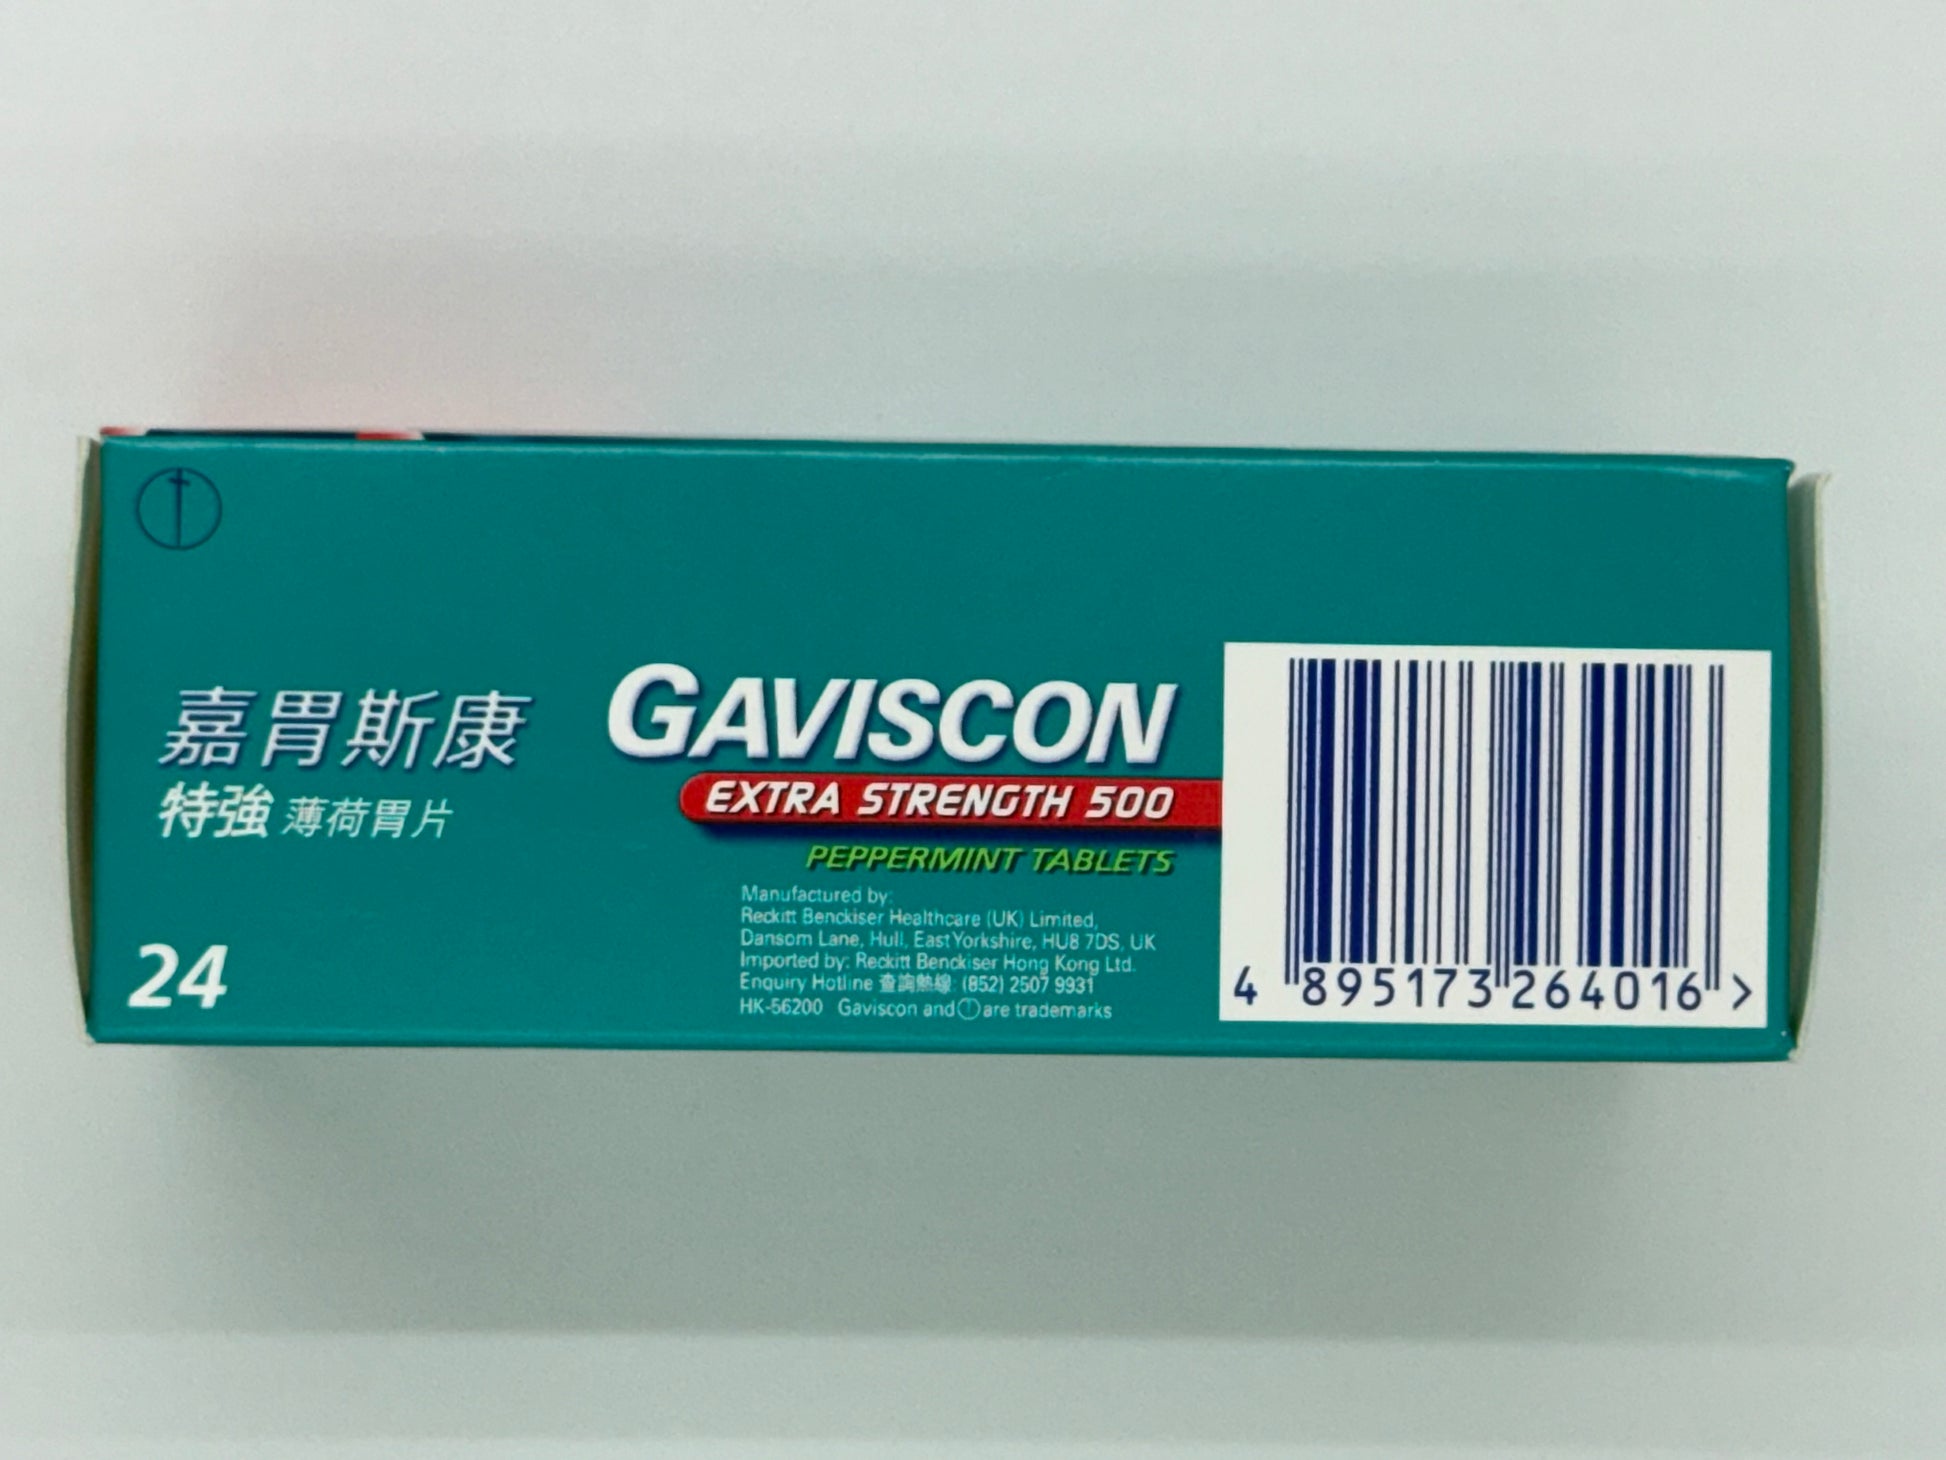 嘉胃斯康
特強 薄荷胃片
24
GAVISCON
EXTRA STRENGTH 500
PEPPERMINT TABLETS
Manufactured by:
Reckitt Benckiser Healthcare (UK) Limited,
Dansom Lane, Hull, East Yorkshire, HU8 7DS, UK
Imported by: Reckitt Benckiser Hong Kong Ltd.
Enquiry Hotline 查詢熱線: (852) 2507 9931
HK-56200 Gaviscon and are trademarks
4 895173 264016 >